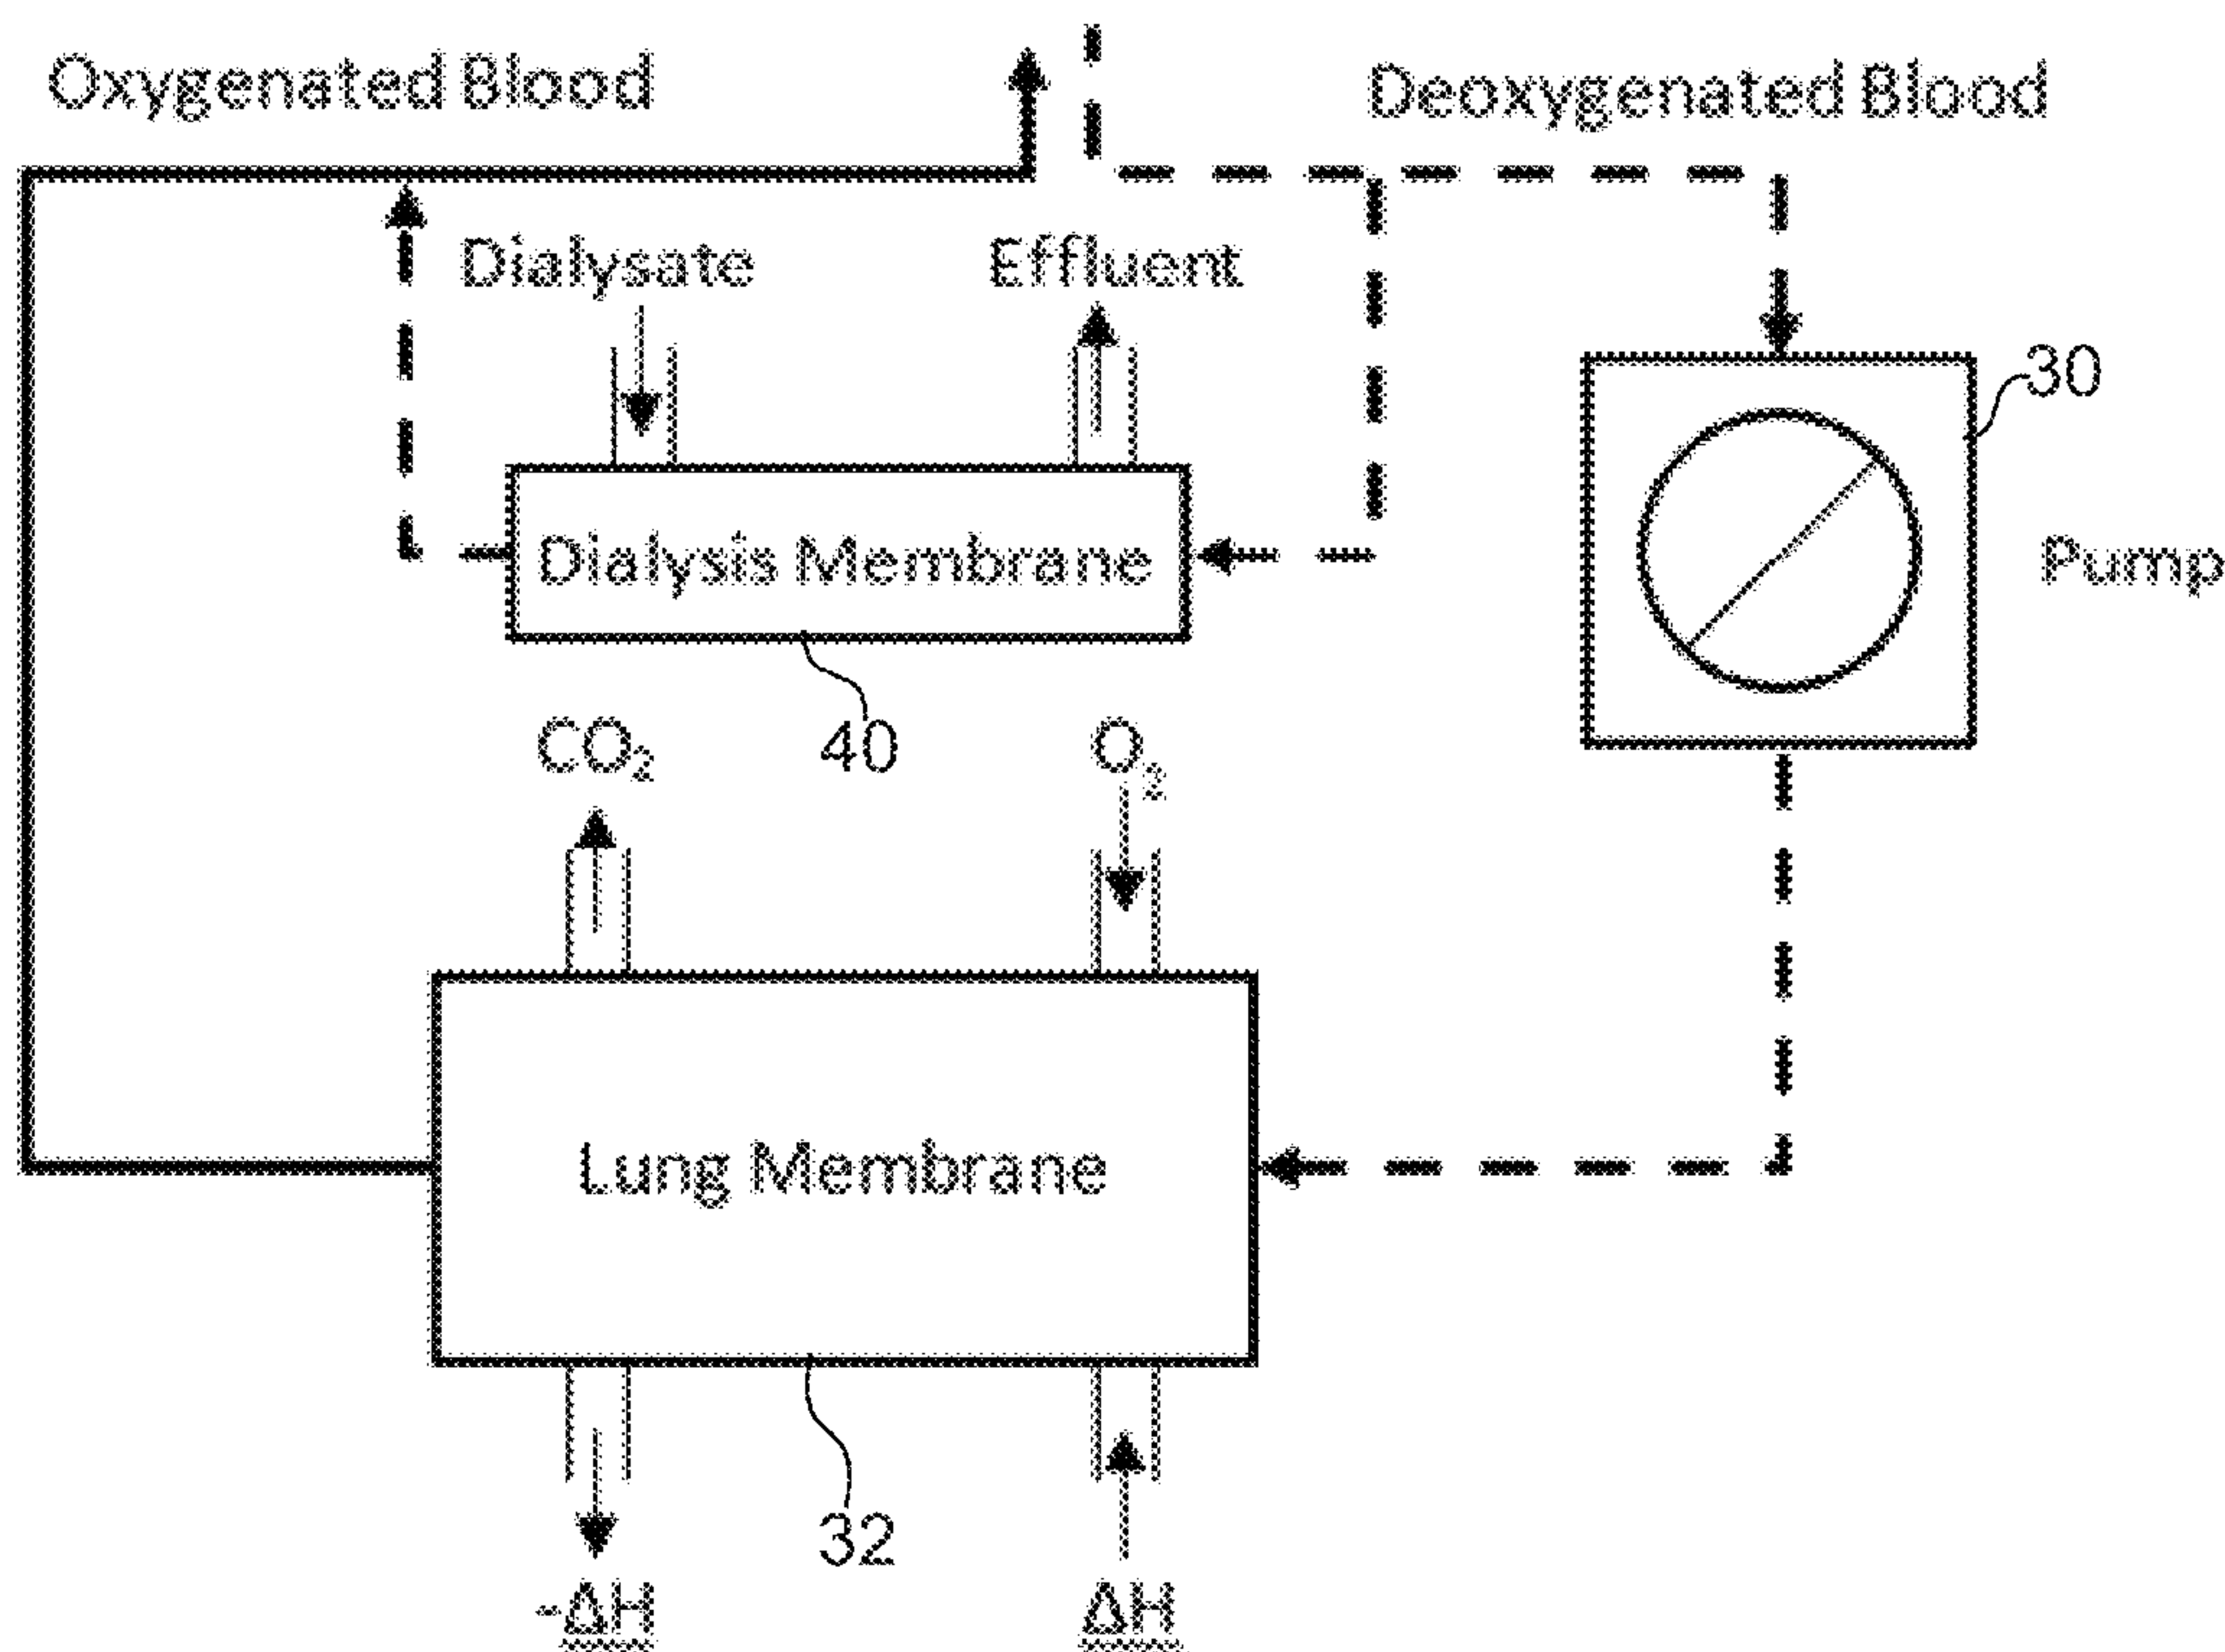 Oxygenated Blood
Deoxygenated Blood
Dialysate
Effluent
30
Dialysis Membrane
Pump
CO₂
40
O₂
Lung Membrane
32
-ΔH
ΔH